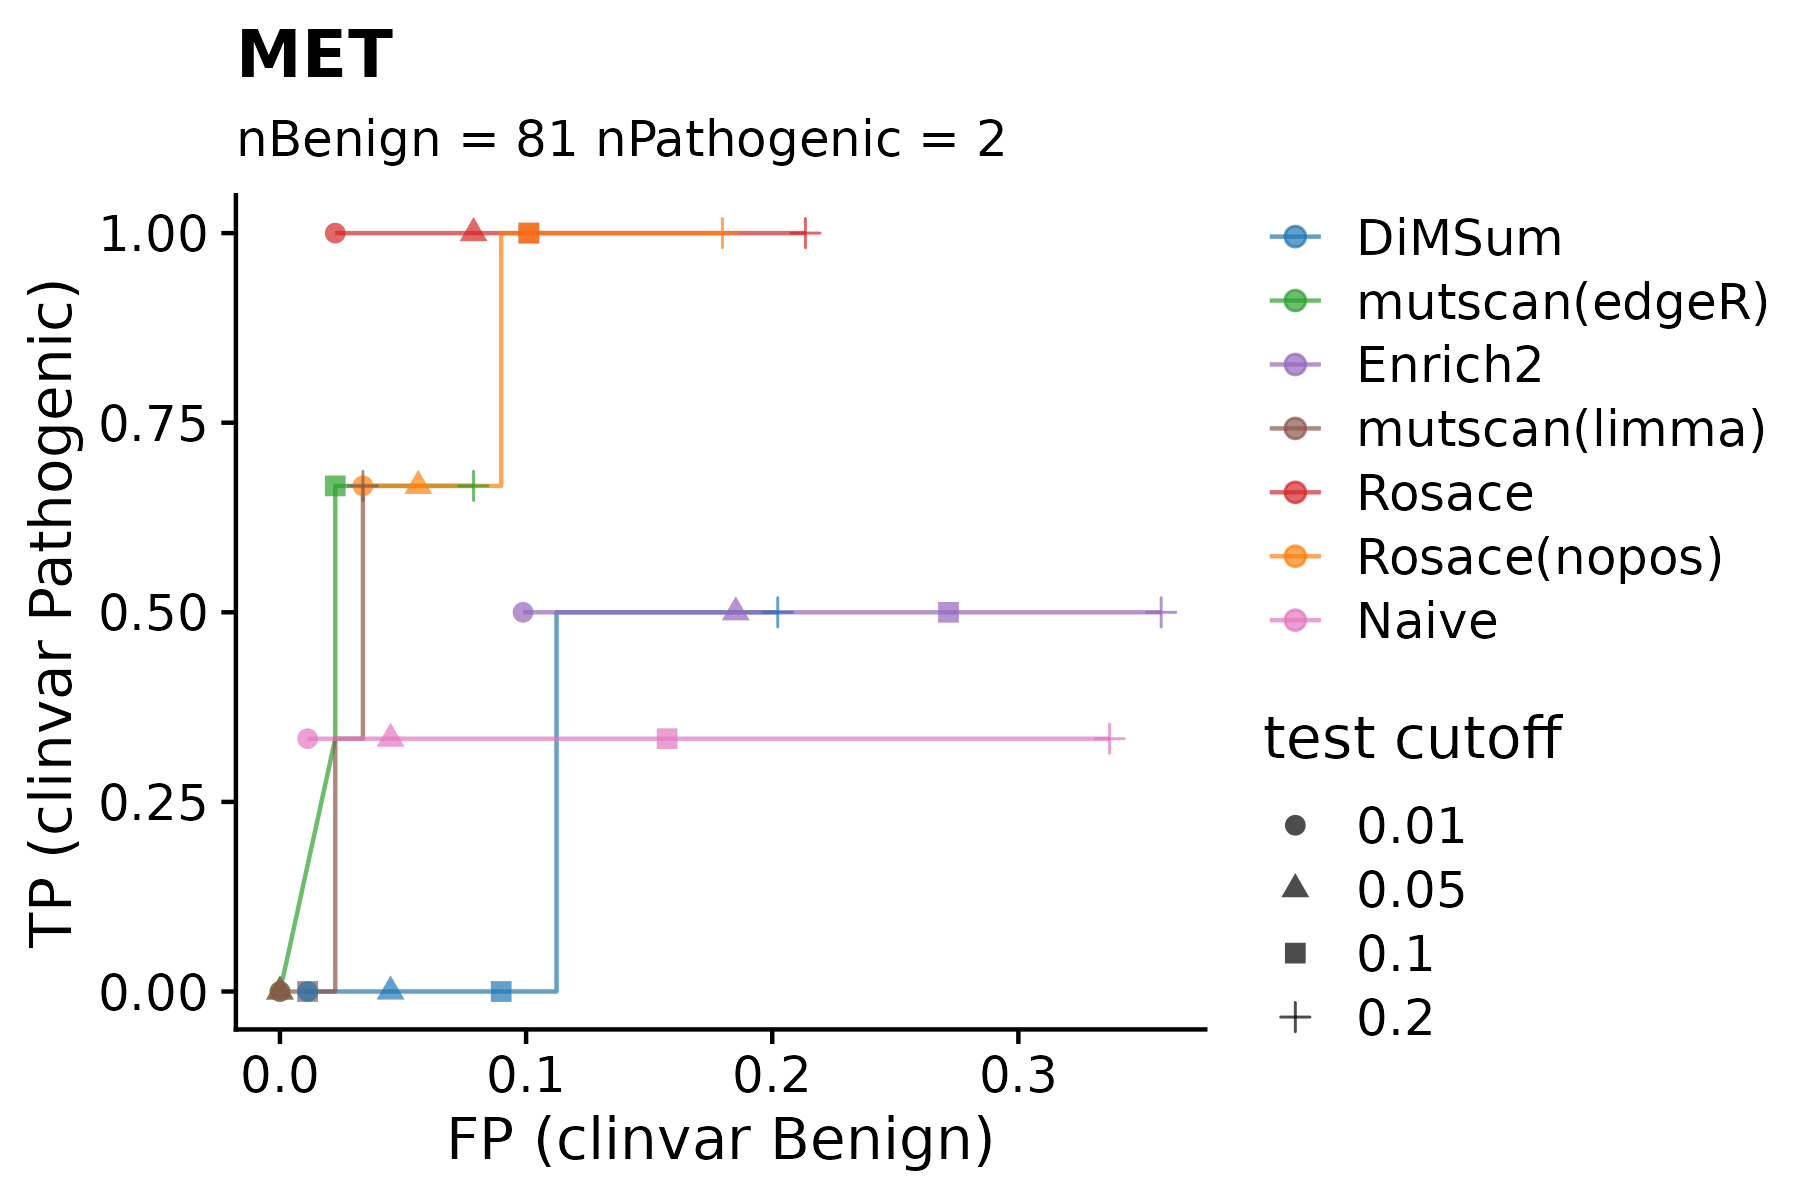 MET
nBenign = 81 nPathogenic = 2
TP (clinvar Pathogenic)
1.00
0.75
0.50
0.25
0.00
0.0
0.1
0.2
0.3
FP (clinvar Benign)
DiMSum
mutscan(edgeR)
Enrich2
mutscan(limma)
Rosace
Rosace(nopos)
Naive
test cutoff
0.01
0.05
0.1
0.2